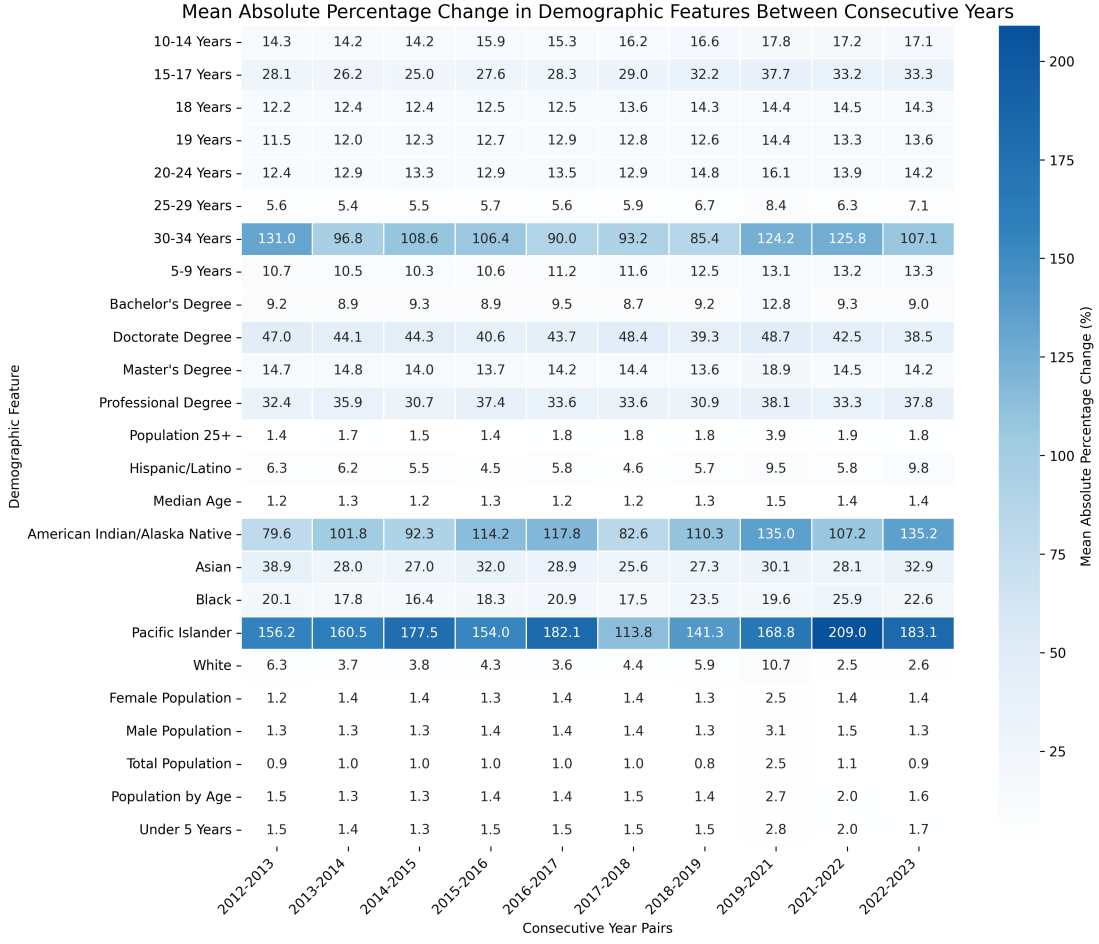 Mean Absolute Percentage Change in Demographic Features Between Consecutive Years
10-14 Years 14.3 14.2 14.2 15.9 15.3 16.2 16.6 17.8 17.2 17.1
15-17 Years 28.1 26.2 25.0 27.6 28.3 29.0 32.2 37.7 33.2 33.3
18 Years 12.2 12.4 12.4 12.5 12.5 13.6 14.3 14.4 14.5 14.3
19 Years 11.5 12.0 12.3 12.7 12.9 12.8 12.6 14.4 13.3 13.6
20-24 Years 12.4 12.9 13.3 12.9 13.5 12.9 14.8 16.1 13.9 14.2
25-29 Years 5.6 5.4 5.5 5.7 5.6 5.9 6.7 8.4 6.3 7.1
30-34 Years 131.0 96.8 108.6 106.4 90.0 93.2 85.4 124.2 125.8 107.1
5-9 Years 10.7 10.5 10.3 10.6 11.2 11.6 12.5 13.1 13.2 13.3
Bachelor's Degree 9.2 8.9 9.3 8.9 9.5 8.7 9.2 12.8 9.3 9.0
Doctorate Degree 47.0 44.1 44.3 40.6 43.7 48.4 39.3 48.7 42.5 38.5
Master's Degree 14.7 14.8 14.0 13.7 14.2 14.4 13.6 18.9 14.5 14.2
Professional Degree 32.4 35.9 30.7 37.4 33.6 33.6 30.9 38.1 33.3 37.8
Population 25+ 1.4 1.7 1.5 1.4 1.8 1.8 1.8 3.9 1.9 1.8
Hispanic/Latino 6.3 6.2 5.5 4.5 5.8 4.6 5.7 9.5 5.8 9.8
Median Age 1.2 1.3 1.2 1.3 1.2 1.2 1.3 1.5 1.4 1.4
American Indian/Alaska Native 79.6 101.8 92.3 114.2 117.8 82.6 110.3 135.0 107.2 135.2
Asian 38.9 28.0 27.0 32.0 28.9 25.6 27.3 30.1 28.1 32.9
Black 20.1 17.8 16.4 18.3 20.9 17.5 23.5 19.6 25.9 22.6
Pacific Islander 156.2 160.5 177.5 154.0 182.1 113.8 141.3 168.8 209.0 183.1
White 6.3 3.7 3.8 4.3 3.6 4.4 5.9 10.7 2.5 2.6
Female Population 1.2 1.4 1.4 1.3 1.4 1.4 1.3 2.5 1.4 1.4
Male Population 1.3 1.3 1.3 1.4 1.4 1.4 1.4 3.1 1.5 1.3
Total Population 0.9 1.0 1.0 1.0 1.0 0.8 1.0 2.5 1.1 0.9
Population by Age 1.5 1.3 1.3 1.4 1.4 1.5 1.4 2.7 2.0 1.6
Under 5 Years 1.5 1.4 1.3 1.5 1.5 1.5 1.5 2.8 2.0 1.7
2012-2013 2013-2014 2014-2015 2015-2016 2016-2017 2017-2018 2018-2019 2019-2021 2021-2022 2022-2023
Consecutive Year Pairs
Demographic Feature
200
175
150
125
100
75
50
25
Mean Absolute Percentage Change (%)